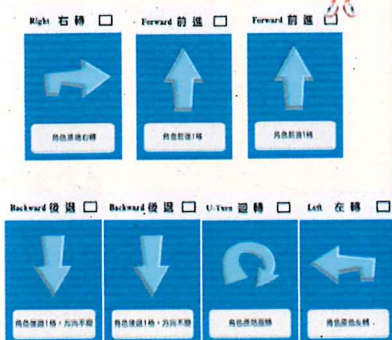 Right 右轉 □
Forward 前進 □
Forward 前進 □
角色原地右轉
角色前進1格
角色前進1格
Backward 後退 □
Backward 後退 □
U-Turn 迴轉 □
Left 左轉 □
角色後退1格，方向不變
角色後退1格，方向不變
角色原地迴轉
角色原地左轉